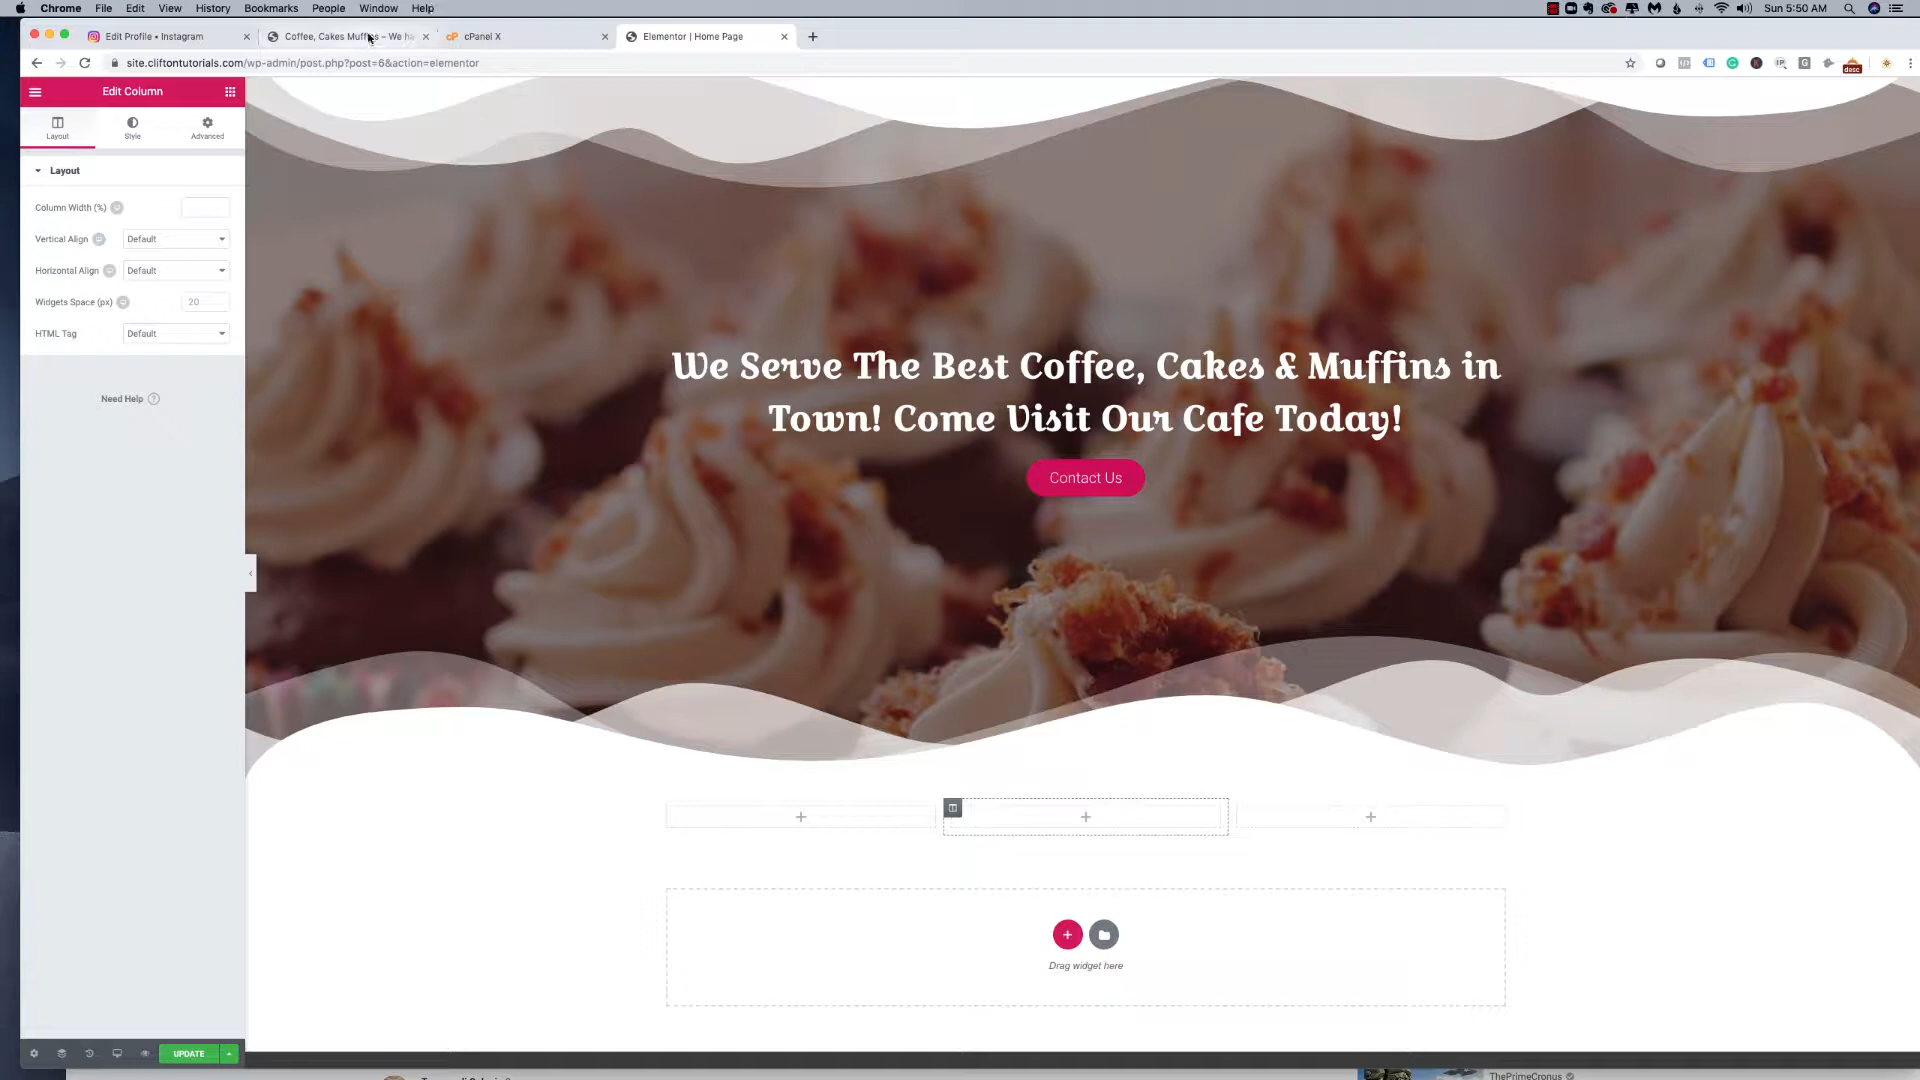 Chrome File Edit View History Bookmarks People Window Help Sun 5:50 AM
Edit Profile • Instagram Coffee, Cakes Muffins – We ha cPanel X Elementor | Home Page
site.cliftontutorials.com/wp-admin/post.php?post=6&action=elementor
Edit Column
Layout Style Advanced
Layout
Column Width (%)
Vertical Align Default
Horizontal Align Default
Widgets Space (px) 20
HTML Tag Default
Need Help
We Serve The Best Coffee, Cakes & Muffins in
Town! Come Visit Our Cafe Today!
Contact Us
Drag widget here
UPDATE
ThePrimeCronus